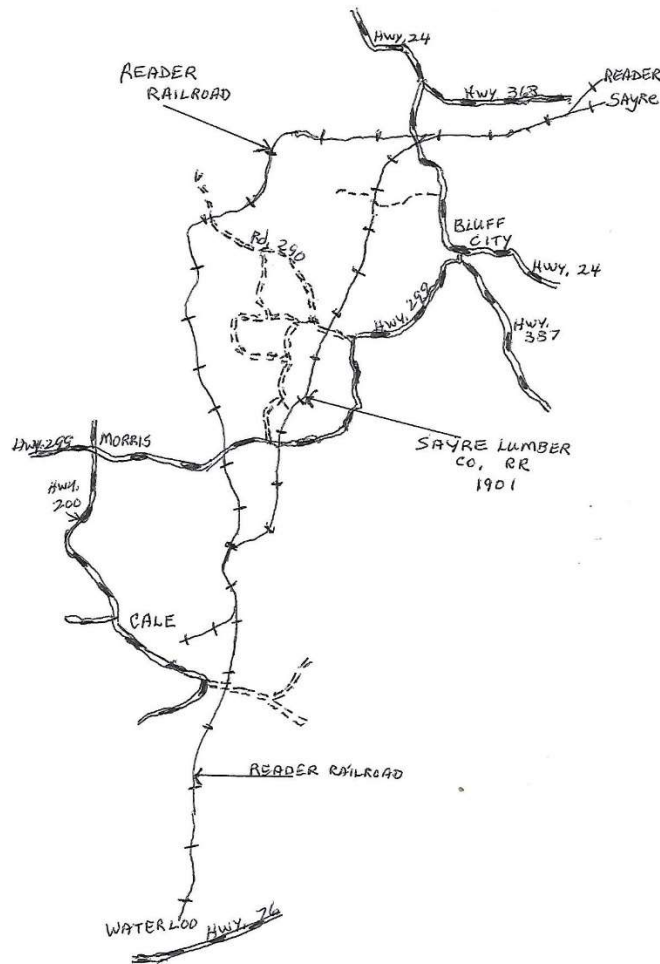 HWY. 24
READER
RAILROAD
READER
HWY 368
SAYRE
Rd. 290
BLUFF
CITY
HWY. 24
HWY. 299
HWY.
387
HWY. 299
MORRIS
SAYRE LUMBER
CO. RR
1901
HWY.
200
CALE
READER RAILROAD
WATERLOO
HWY. 76